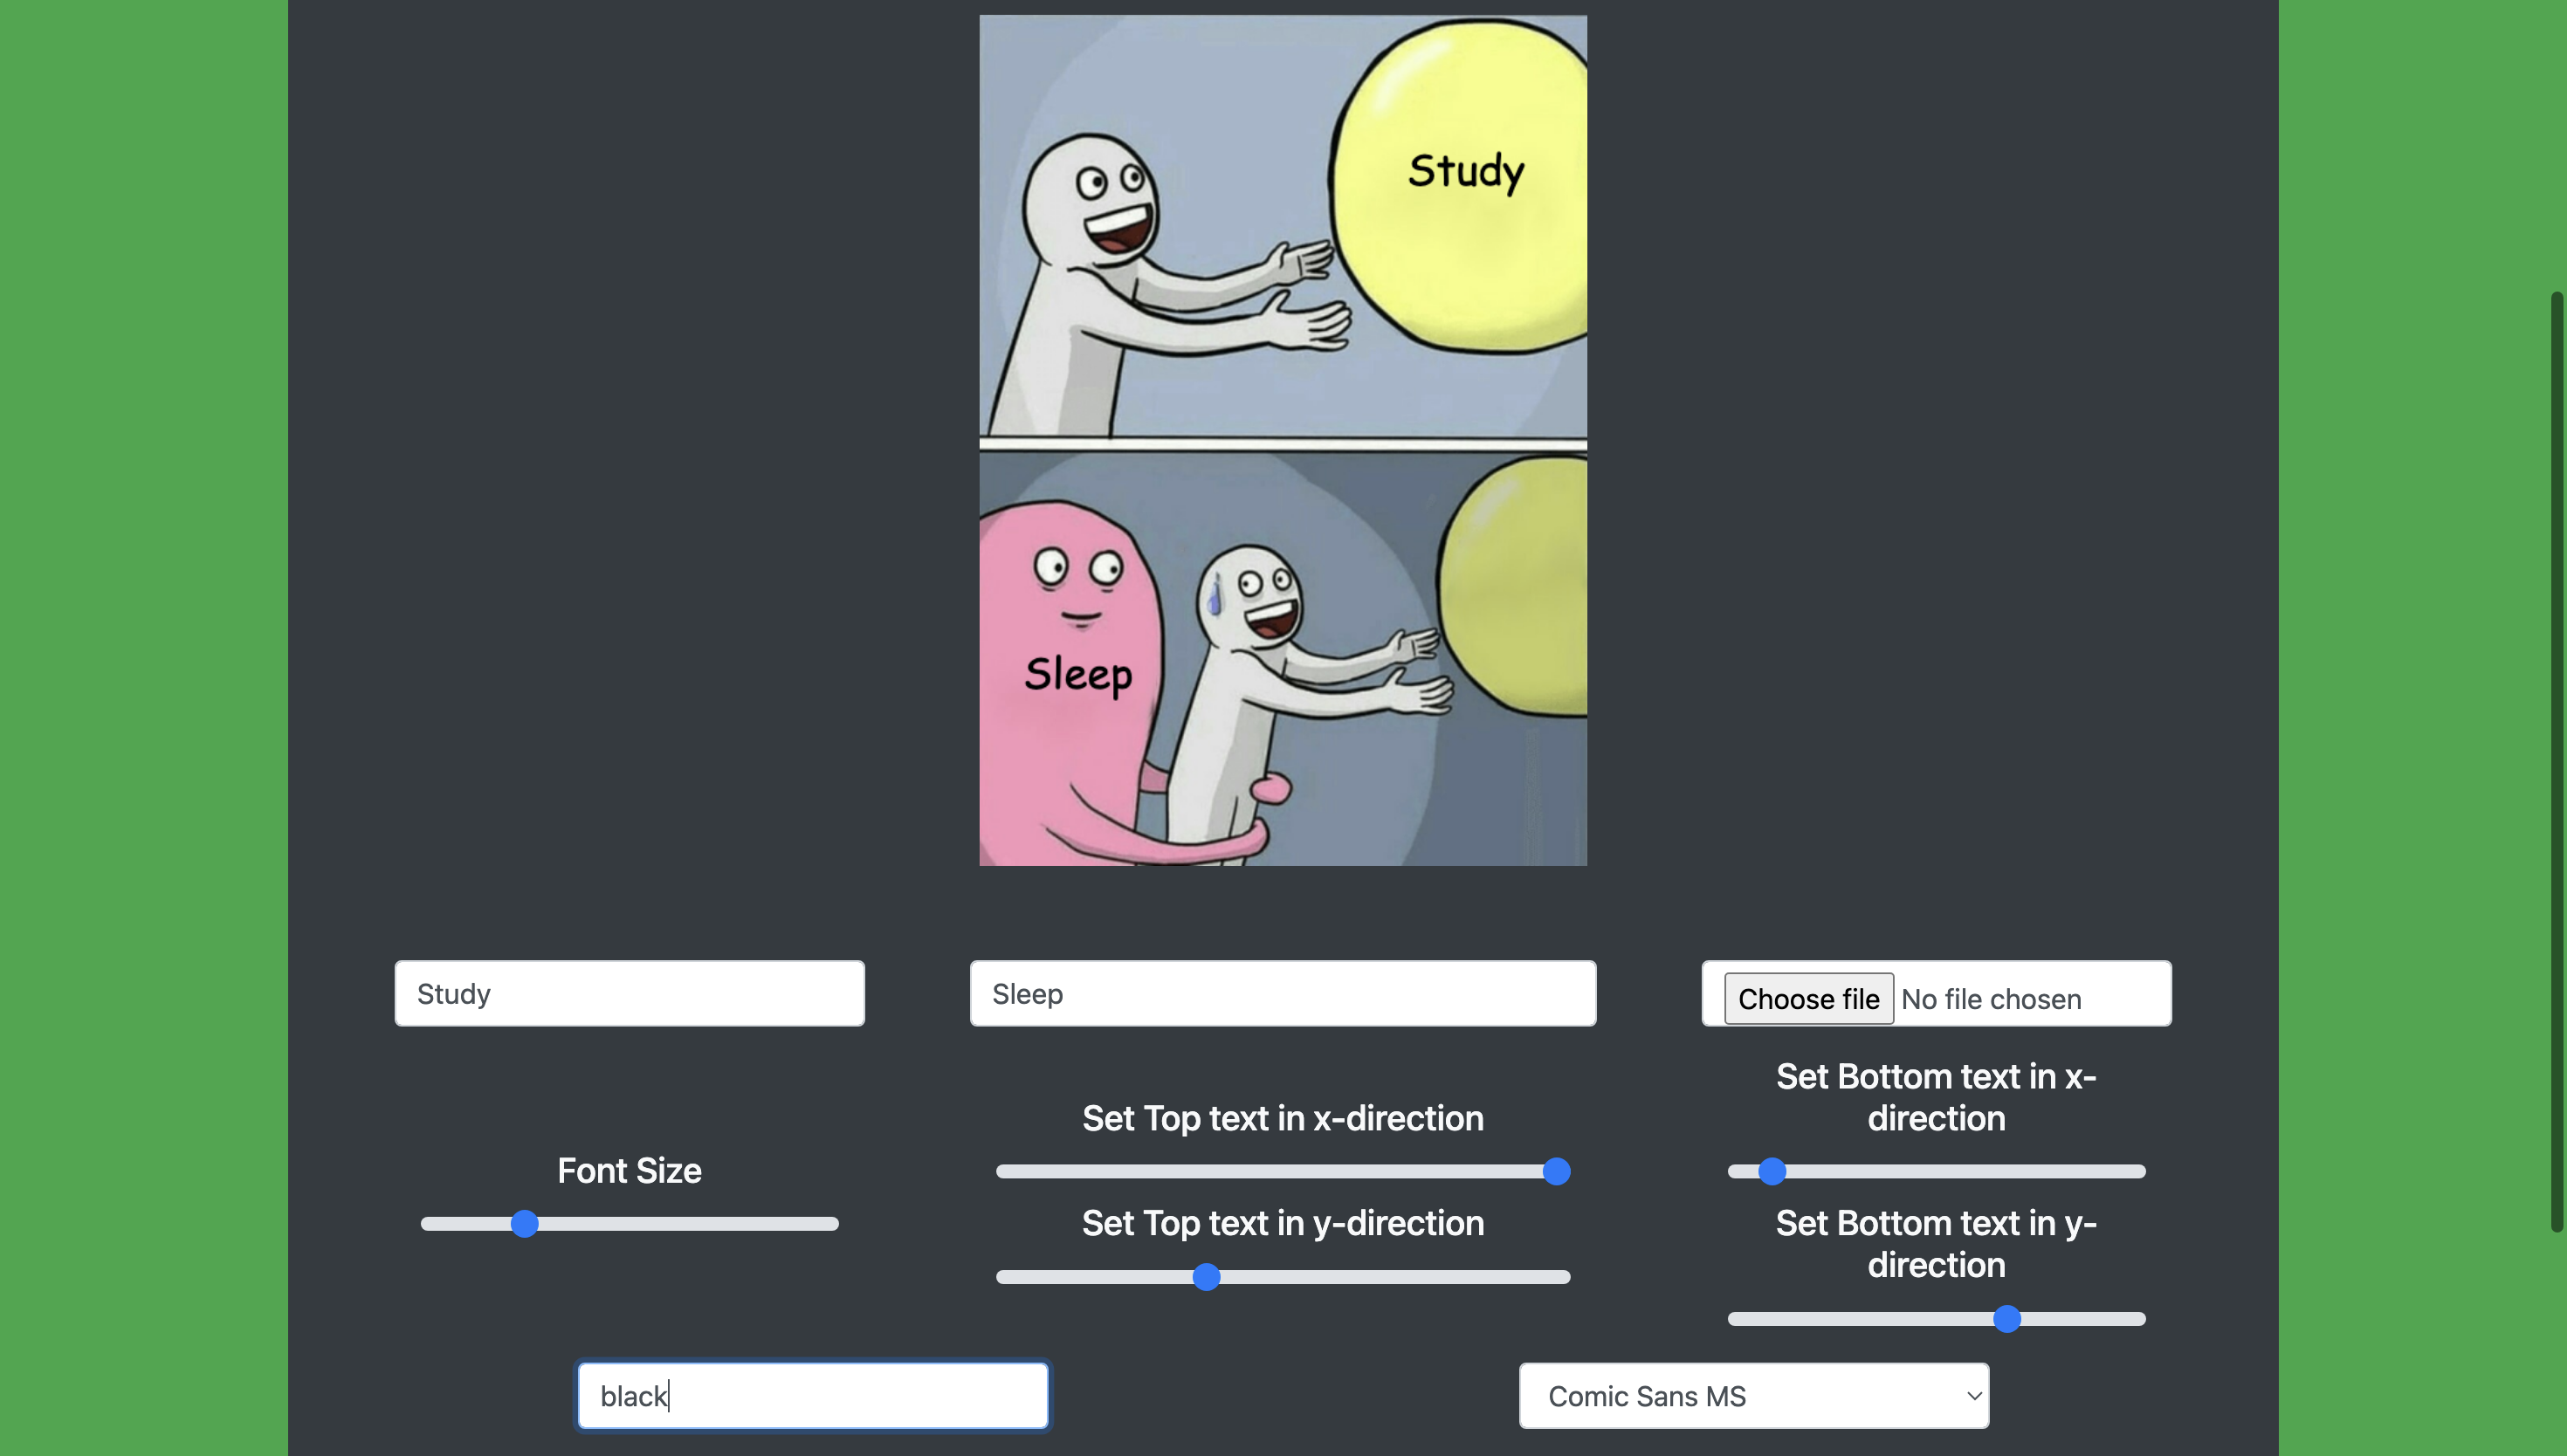 Study
Sleep
Study
Sleep
Choose file No file chosen
Font Size
Set Top text in x-direction
Set Top text in y-direction
Set Bottom text in x-
direction
Set Bottom text in y-
direction
black
Comic Sans MS